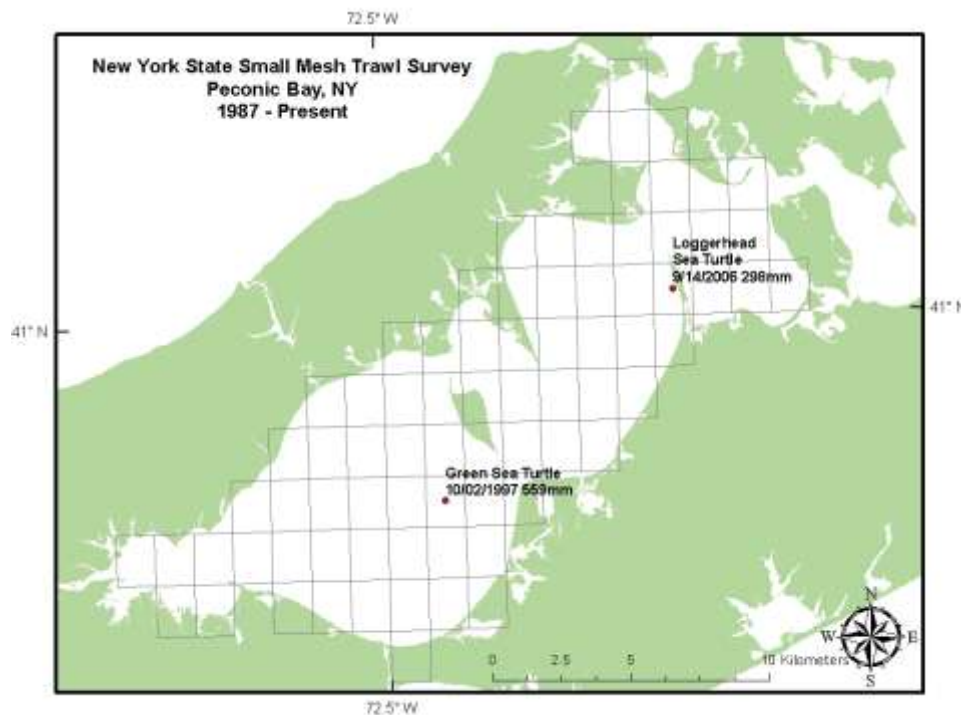 72.5° W
New York State Small Mesh Trawl Survey
Peconic Bay, NY
1987 - Present
Loggerhead
Sea Turtle
9/14/2006 298mm
41° N
41° N
Green Sea Turtle
10/02/1997 559mm
N
W
E
S
0 2.5 5 10 Kilometers
72.5° W